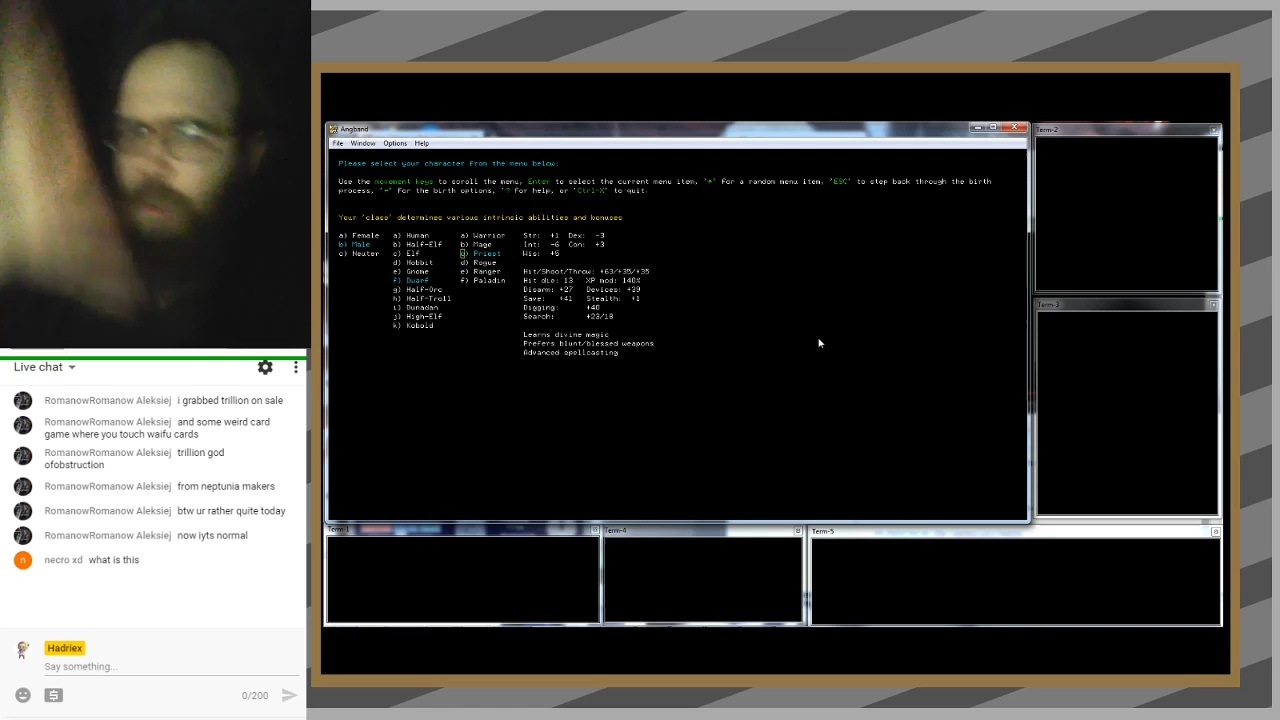 Live chat
RomanowRomanow Aleksiej i grabbed trillion on sale
RomanowRomanow Aleksiej and some weird card
game where you touch waifu cards
RomanowRomanow Aleksiej trillion god
ofobstruction
RomanowRomanow Aleksiej from neptunia makers
RomanowRomanow Aleksiej btw ur rather quite today
RomanowRomanow Aleksiej now iyts normal
n necro xd what is this
Hadriex
Say something...
0/200
Angband
File Window Options Help
Please select your character from the menu below:
Use the movement keys to scroll the menu, Enter to select the current menu item, '*' for a random menu item, 'ESC' to step back through the birth
process, '=' for the birth options, '?' for help, or 'Ctrl-X' to quit.
Your 'class' determines various intrinsic abilities and bonuses
a) Female a) Human a) Warrior Str: +1 Dex: -3
b) Male b) Half-Elf b) Mage Int: -6 Con: +3
c) Neuter c) Elf c) Priest Wis: +5
d) Hobbit d) Rogue
e) Gnome e) Ranger Hit/Shoot/Throw: +63/+35/+35
f) Dwarf f) Paladin Hit die: 13 XP mod: 140%
g) Half-Orc Disarm: +27 Devices: +39
h) Half-Troll Save: +41 Stealth: +1
i) Dunadan Digging: +40
j) High-Elf Search: +23/18
k) Kobold
Learns divine magic
Prefers blunt/blessed weapons
Advanced spellcasting
Term-2
Term-3
Term-1
Term-4
Term-5